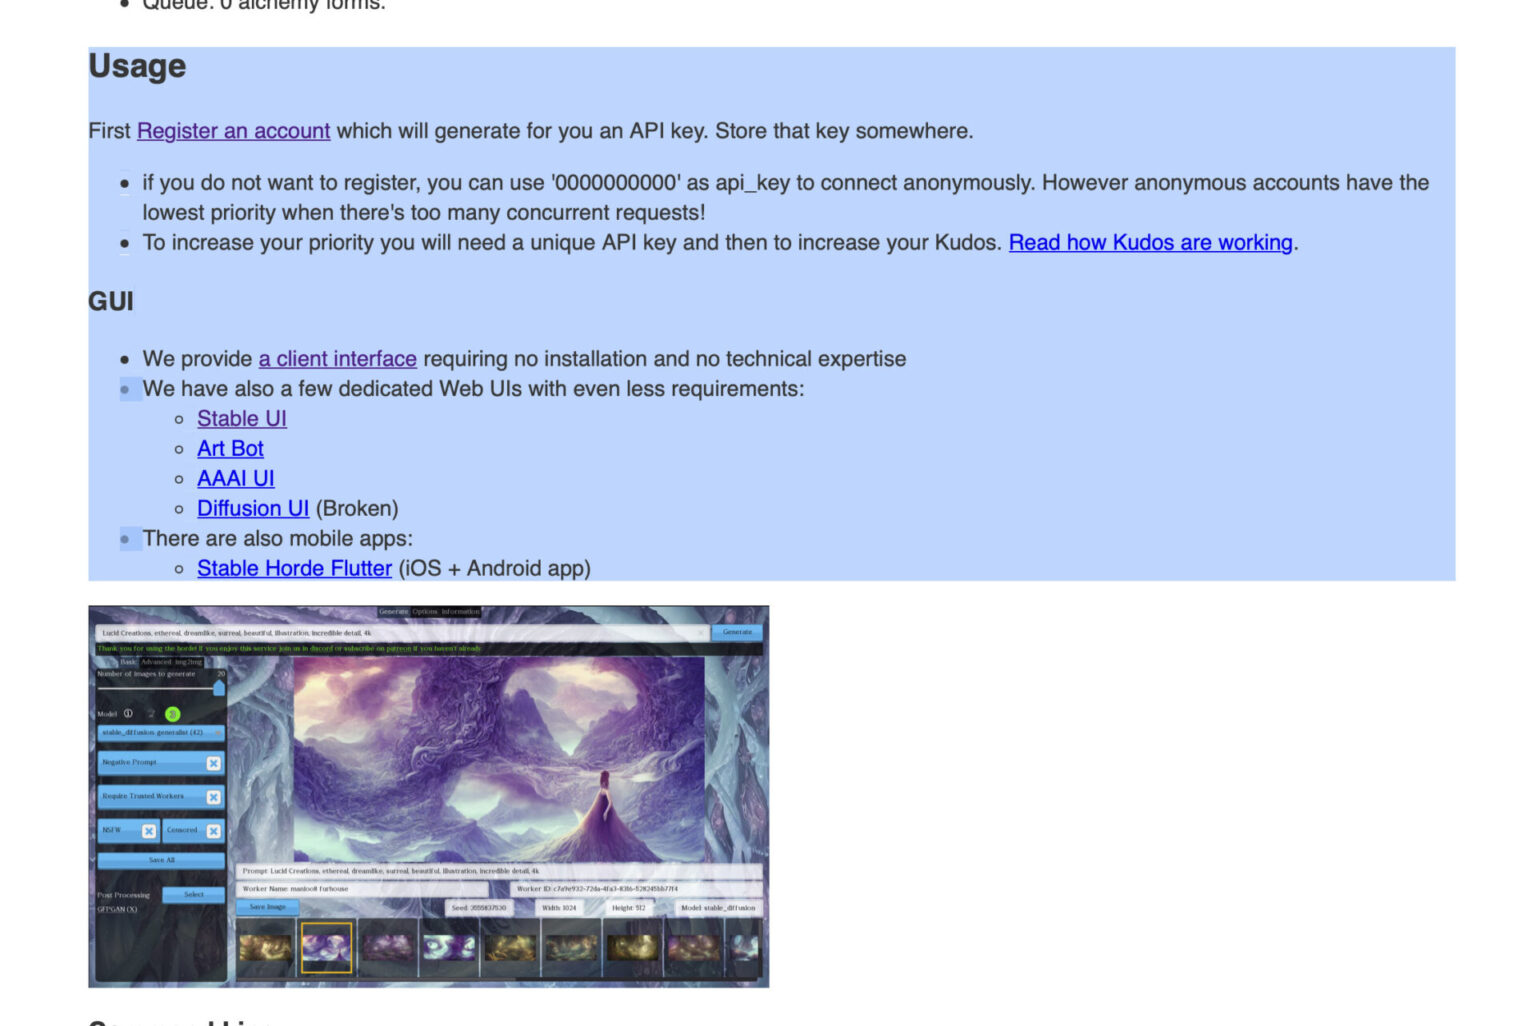 Queue: 0 alchemy forms.
Usage
First Register an account which will generate for you an API key. Store that key somewhere.
if you do not want to register, you can use '0000000000' as api_key to connect anonymously. However anonymous accounts have the
lowest priority when there's too many concurrent requests!
To increase your priority you will need a unique API key and then to increase your Kudos. Read how Kudos are working.
GUI
We provide a client interface requiring no installation and no technical expertise
We have also a few dedicated Web UIs with even less requirements:
Stable UI
Art Bot
AAAI UI
Diffusion UI (Broken)
There are also mobile apps:
Stable Horde Flutter (iOS + Android app)
Generate Options Information
Lucid Creations, ethereal, dreamlike, surreal, beautiful, illustration, incredible detail, 4k
Generate
Thank you for using the horde! If you enjoy this service join us in discord or subscribe on patreon if you haven't already
Basic Advanced img2img
Number of images to generate 20
Model
stable_diffusion: generalist (42)
Negative Prompt
Require Trusted Workers
NSFW Censored
Save All
Post Processing Select
GFPGAN (X)
Prompt: Lucid Creations, ethereal, dreamlike, surreal, beautiful, illustration, incredible detail, 4k
Worker Name: manloo# furhouse
Worker ID: c7a9e932-72da-4fa3-83f6-528245bb77f4
Save Image
Width: 1024
Height: 512
Model: stable_diffusion